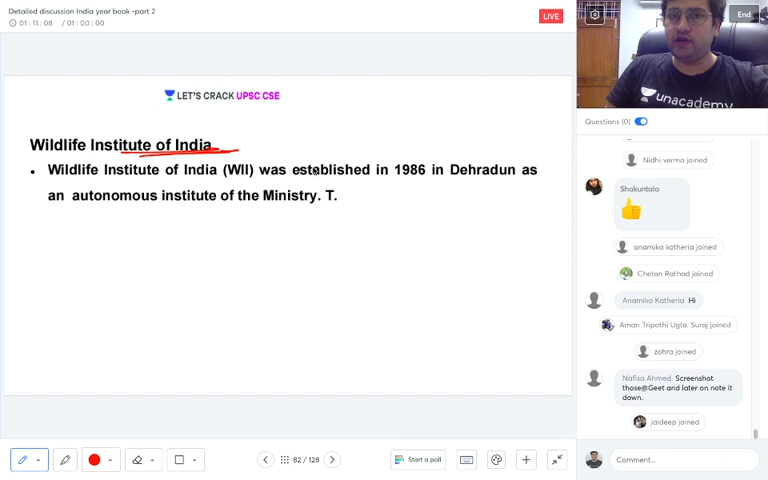 Detailed discussion India year book -part 2
01 : 11 : 08 / 01 : 00 : 00
LIVE
End
LET'S CRACK UPSC CSE
unacademy
Questions (0)
Wildlife Institute of India
• Wildlife Institute of India (WII) was established in 1986 in Dehradun as
an autonomous institute of the Ministry. T.
Nidhi verma joined
Shakuntala
anamika katheria joined
Chetan Rathod joined
Anamika Katheria Hi
Aman Tripathi Ugta. Suraj joined
zohra joined
Nafisa Ahmed Screenshot
those@Geet and later on note it
down.
jaideep joined
82 / 128
Start a poll
Comment...